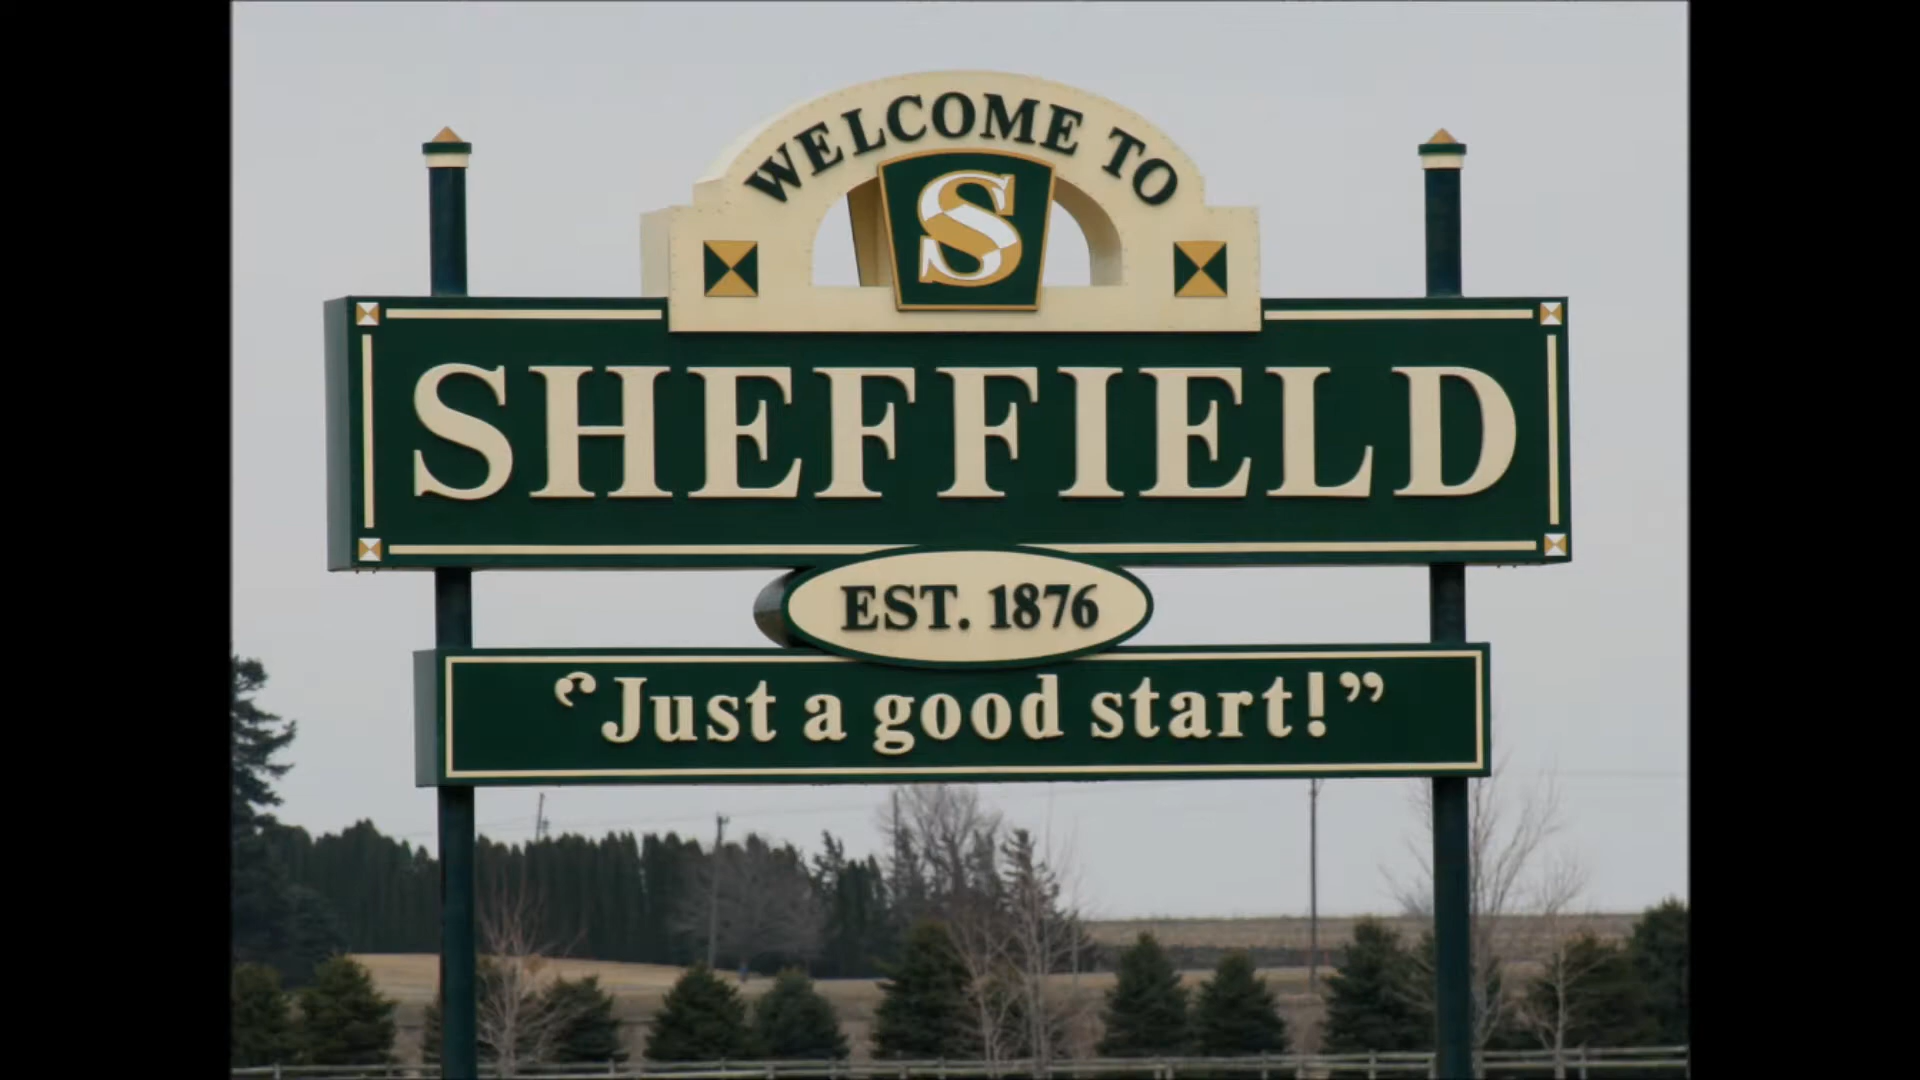 WELCOME TO
S
SHEFFIELD
EST. 1876
“Just a good start!”